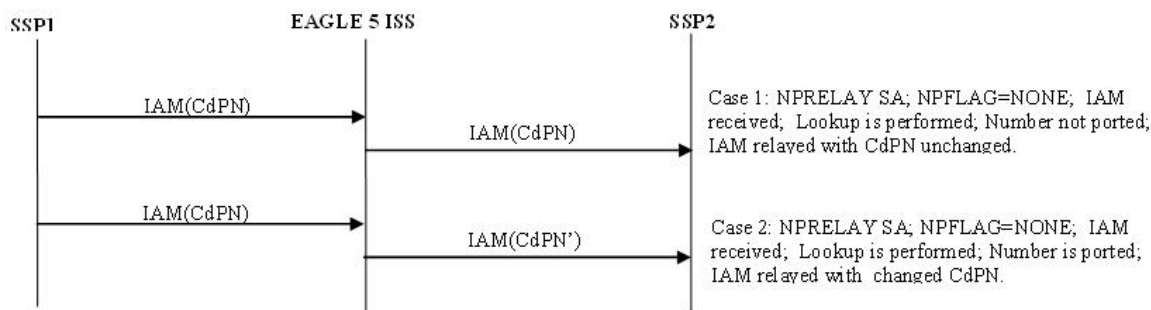 SSP1
EAGLE 5 ISS
SSP2
IAM(CdPN)
IAM(CdPN)
Case 1: NPRELAY SA; NPFLAG=NONE; IAM
received; Lookup is performed; Number not ported;
IAM relayed with CdPN unchanged.
IAM(CdPN)
IAM(CdPN’)
Case 2: NPRELAY SA; NPFLAG=NONE; IAM
received; Lookup is performed; Number is ported;
IAM relayed with changed CdPN.